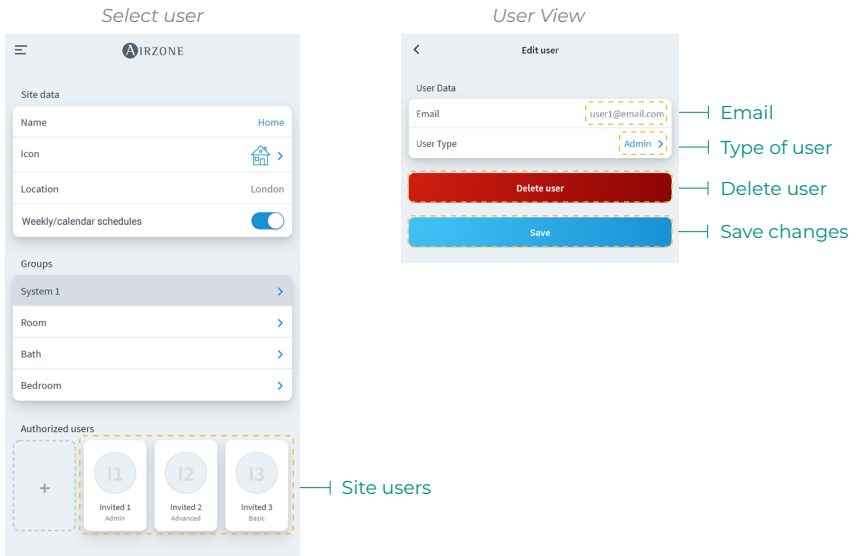 Select user
AIRZONE
Site data
Name Home
Icon
Location London
Weekly/calendar schedules
Groups
System 1
Room
Bath
Bedroom
Authorized users
+
I1
Invited 1
Admin
I2
Invited 2
Advanced
I3
Invited 3
Basic
Site users
User View
Edit user
User Data
Email user1@email.com
Email
User Type Admin
Type of user
Delete user
Delete user
Save
Save changes